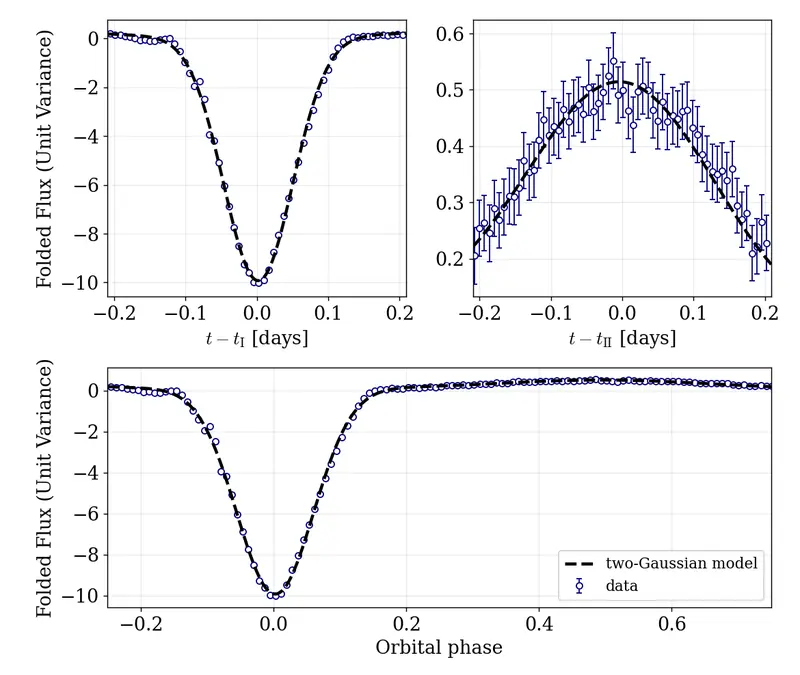 Folded Flux (Unit Variance)
0
−2
−4
−6
−8
−10
−0.2 −0.1 0.0 0.1 0.2
t − t_I [days]
0.6
0.5
0.4
0.3
0.2
−0.2 −0.1 0.0 0.1 0.2
t − t_II [days]
Folded Flux (Unit Variance)
0
−2
−4
−6
−8
−10
−0.2 0.0 0.2 0.4 0.6
Orbital phase
two-Gaussian model
data